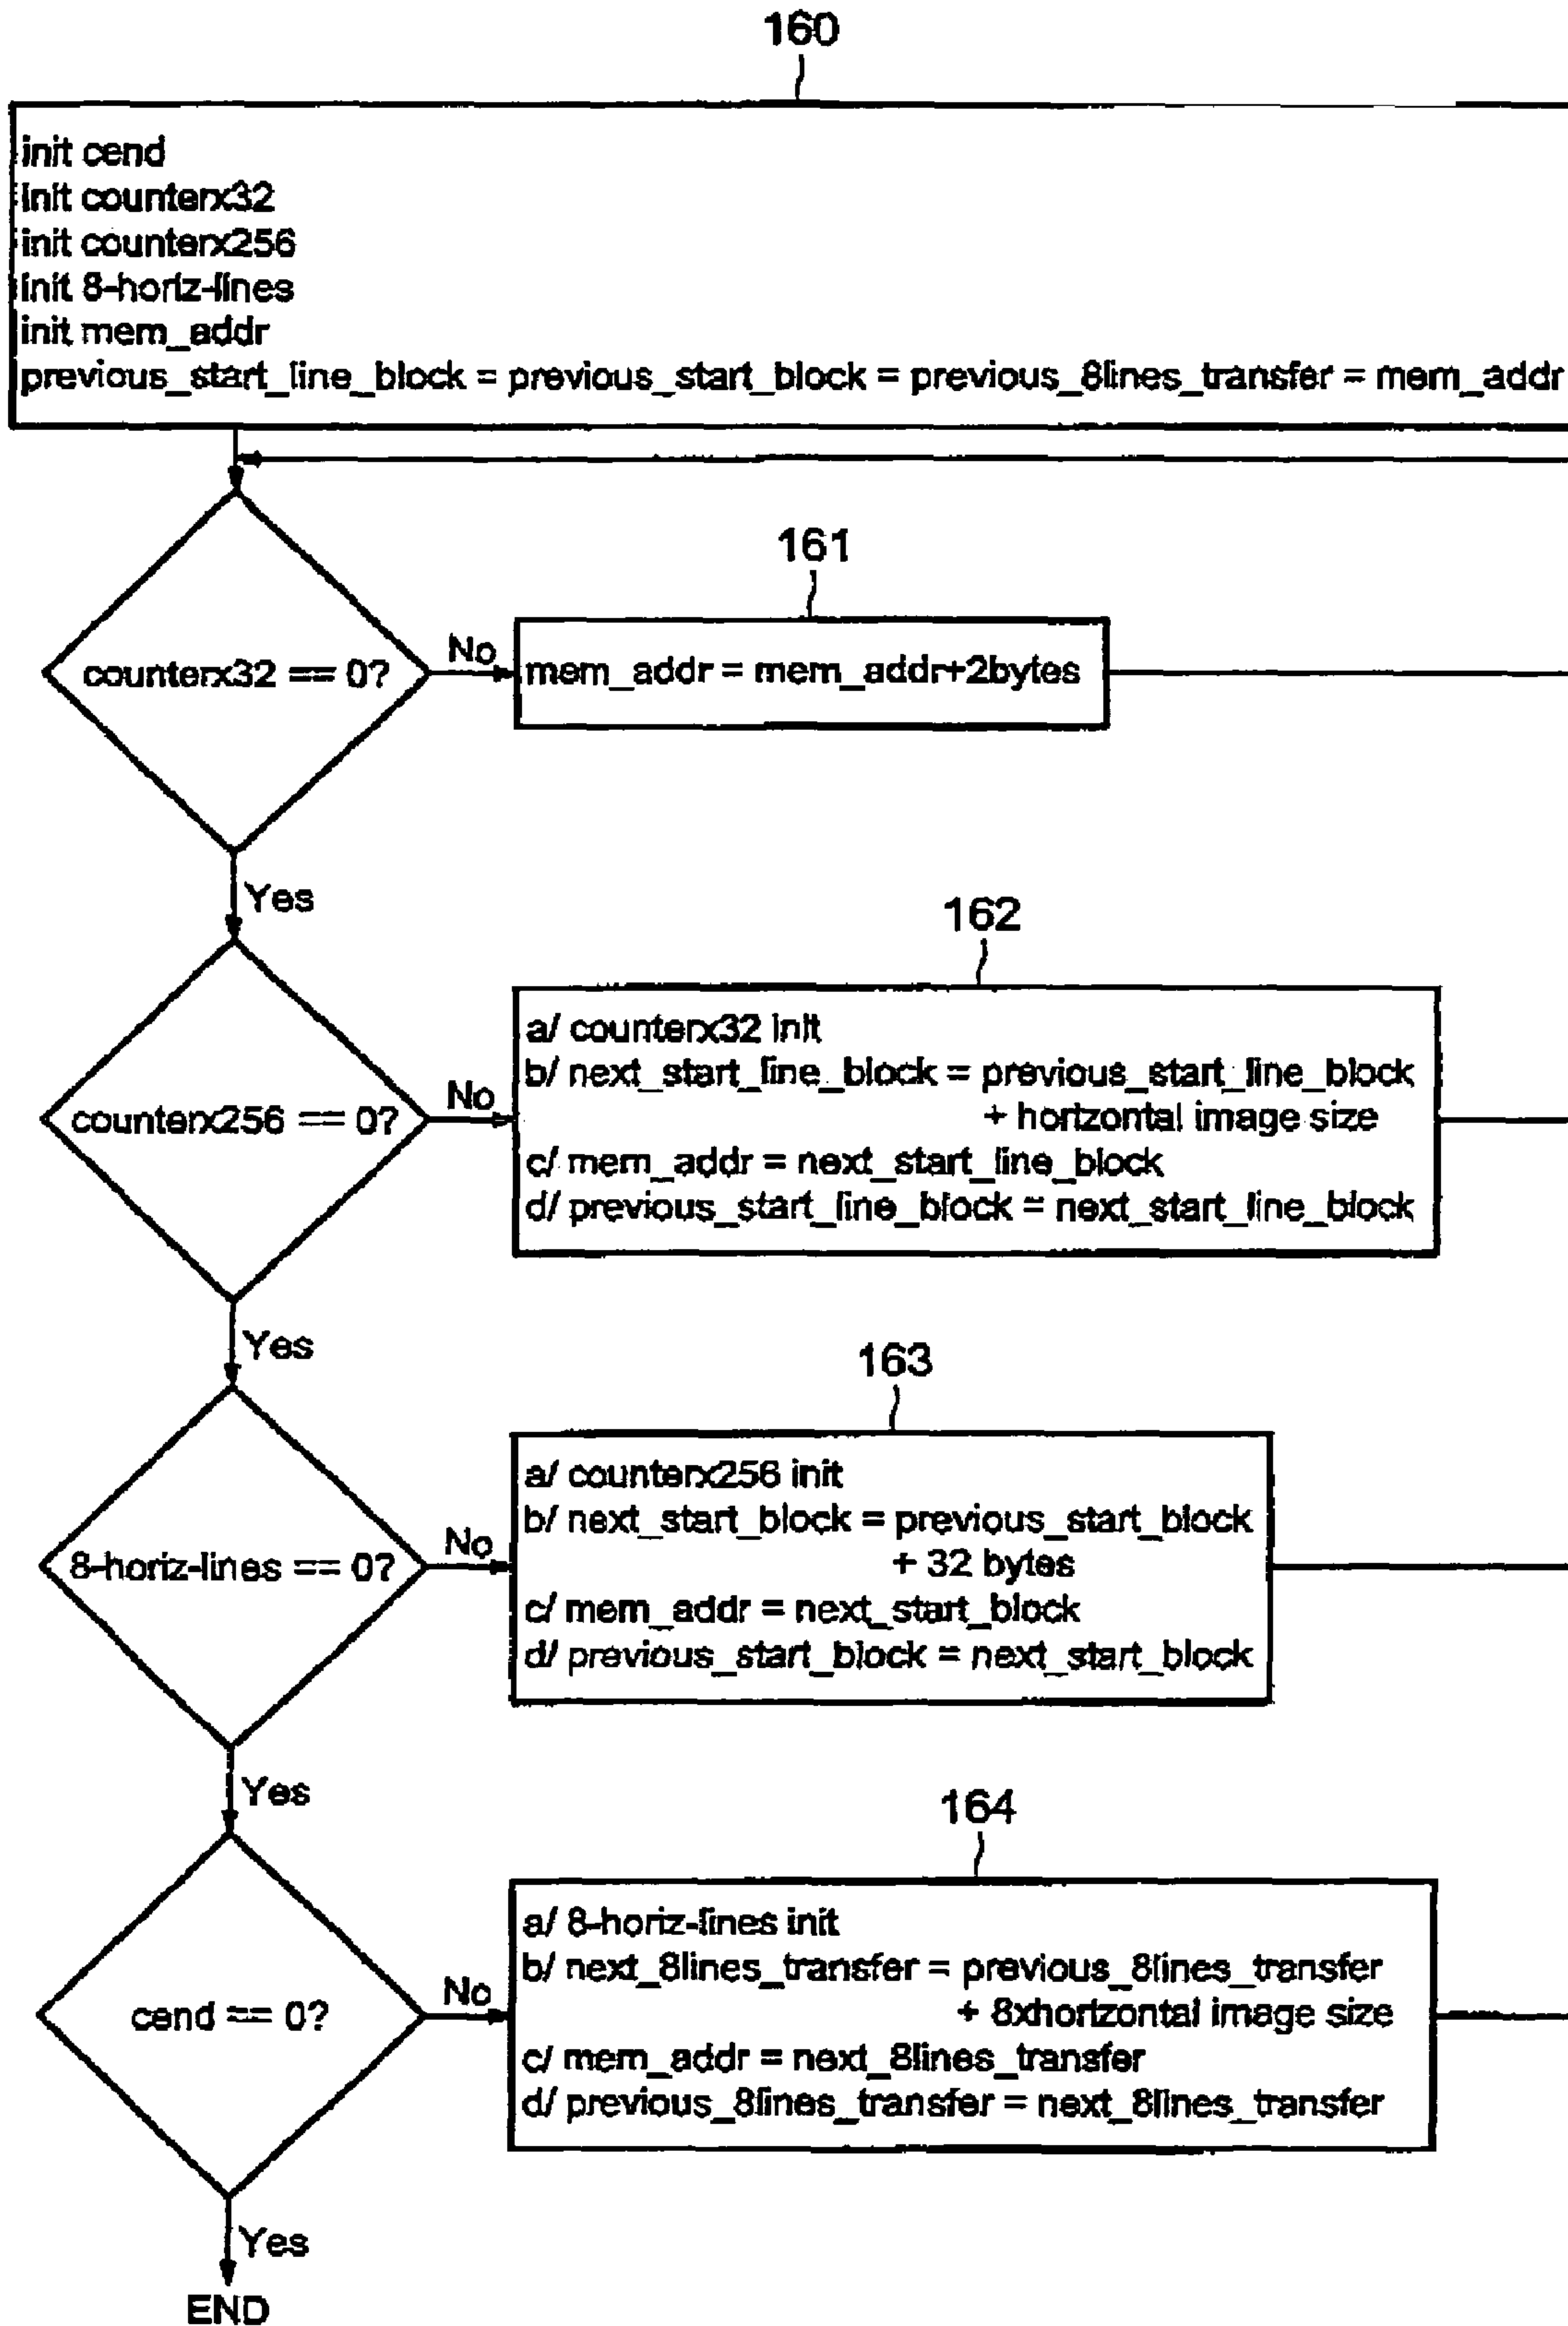 160
init cend
init counterx32
init counterx256
init 8-horiz-lines
init mem_addr
previous_start_line_block = previous_start_block = previous_8lines_transfer = mem_addr
161
counterx32 == 0?
No
mem_addr = mem_addr+2bytes
Yes
162
counterx256 == 0?
No
a/ counterx32 init
b/ next_start_line_block = previous_start_line_block
+ horizontal image size
c/ mem_addr = next_start_line_block
d/ previous_start_line_block = next_start_line_block
Yes
163
8-horiz-lines == 0?
No
a/ counterx256 init
b/ next_start_block = previous_start_block
+ 32 bytes
c/ mem_addr = next_start_block
d/ previous_start_block = next_start_block
Yes
164
cend == 0?
No
a/ 8-horiz-lines init
b/ next_8lines_transfer = previous_8lines_transfer
+ 8xhorizontal image size
c/ mem_addr = next_8lines_transfer
d/ previous_8lines_transfer = next_8lines_transfer
Yes
END